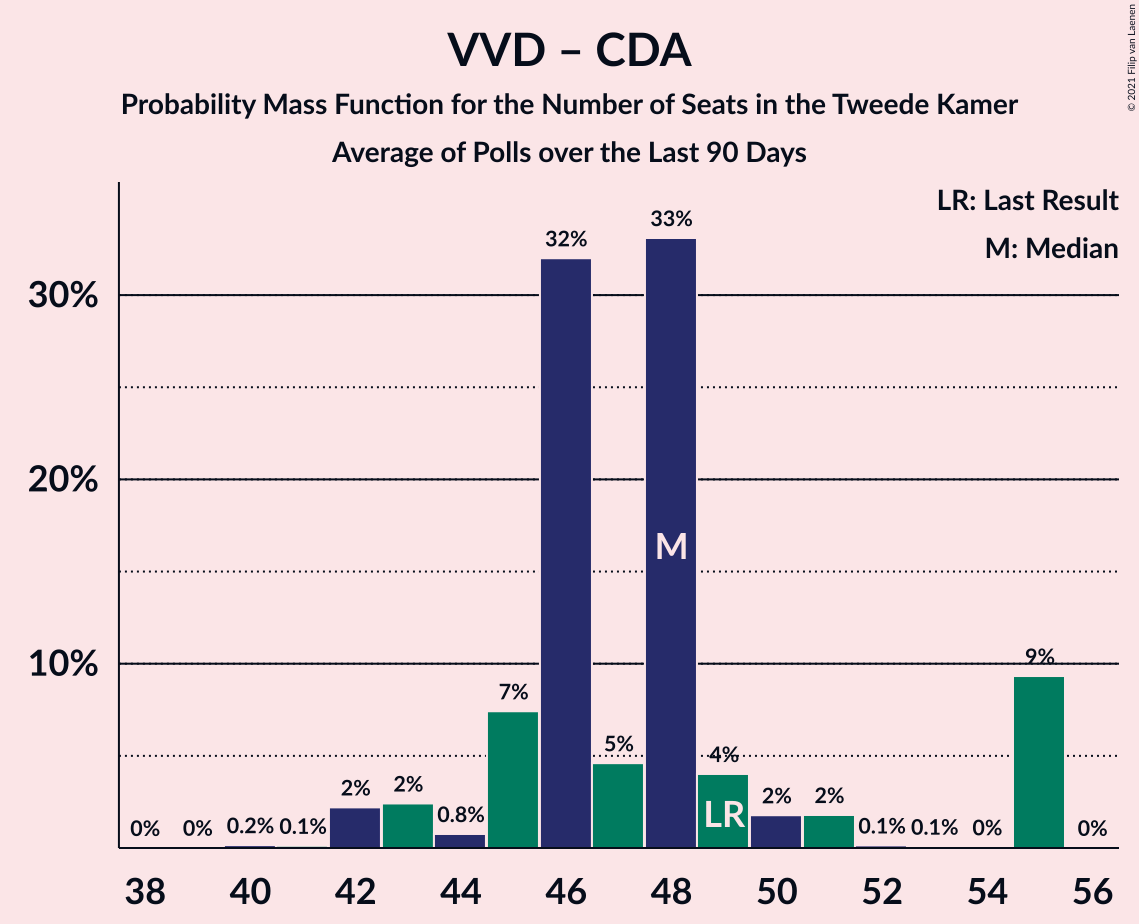 VVD – CDA
Probability Mass Function for the Number of Seats in the Tweede Kamer
Average of Polls over the Last 90 Days
© 2021 Filip van Laenen
LR: Last Result
M: Median
30%
20%
10%
0% 0% 0.2% 0.1% 2% 2% 0.8% 7% 32% 5% 33% 4% 2% 2% 0.1% 0.1% 0% 9% 0%
M
LR
38 40 42 44 46 48 50 52 54 56